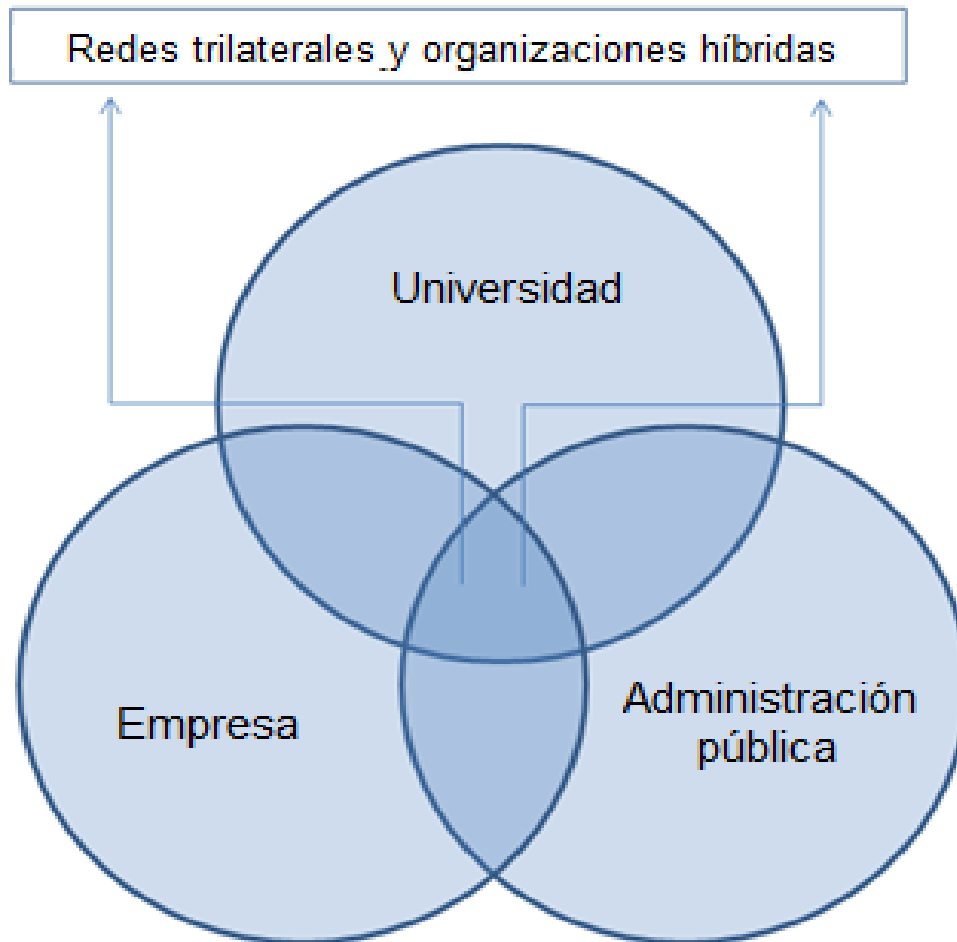 Redes trilaterales y organizaciones híbridas
Universidad
Empresa
Administración
pública